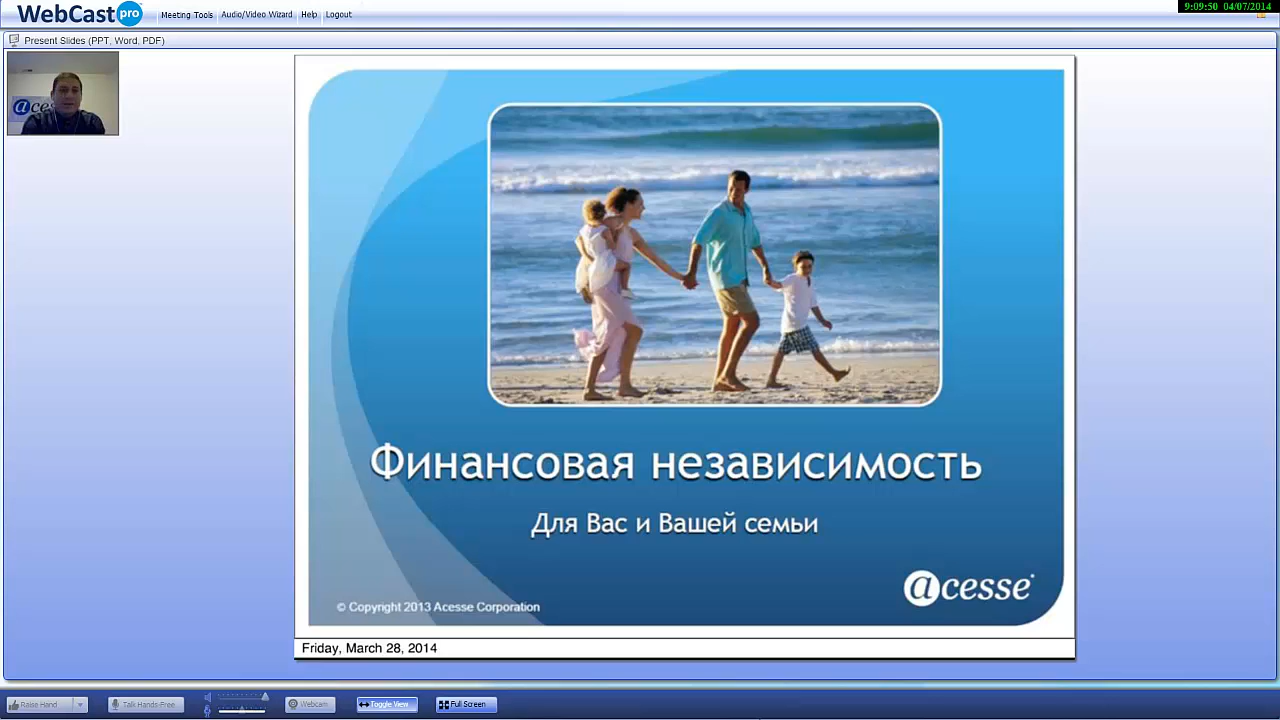 WebCast pro
Meeting Tools Audio/Video Wizard Help Logout
9:09:50 04/07/2014
Present Slides (PPT, Word, PDF)
acess
Финансовая независимость
Для Вас и Вашей семьи
acesse
© Copyright 2013 Acesse Corporation
Friday, March 28, 2014
Raise Hand Talk Hands-Free Webcam Toggle View Full Screen